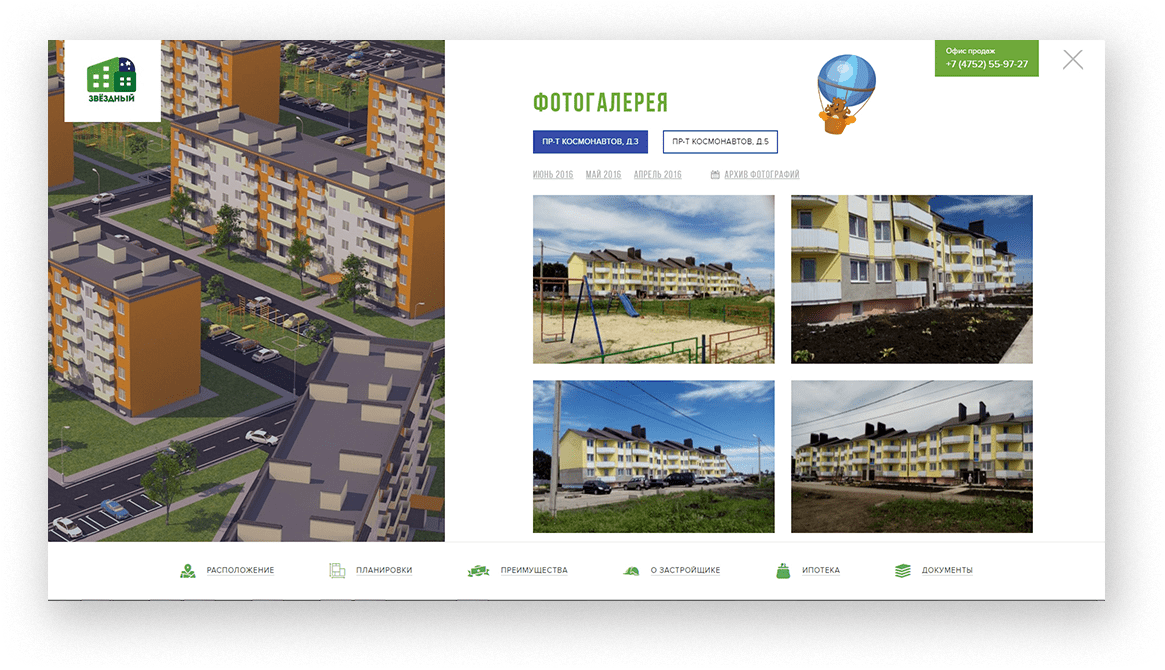 ЗВЁЗДНЫЙ
Офис продаж
+7 (4752) 55-97-27
ФОТОГАЛЕРЕЯ
ПР-Т КОСМОНАВТОВ, Д.3
ПР-Т КОСМОНАВТОВ, Д.5
ИЮНЬ 2016
МАЙ 2016
АПРЕЛЬ 2016
АРХИВ ФОТОГРАФИЙ
РАСПОЛОЖЕНИЕ
ПЛАНИРОВКИ
ПРЕИМУЩЕСТВА
О ЗАСТРОЙЩИКЕ
ИПОТЕКА
ДОКУМЕНТЫ